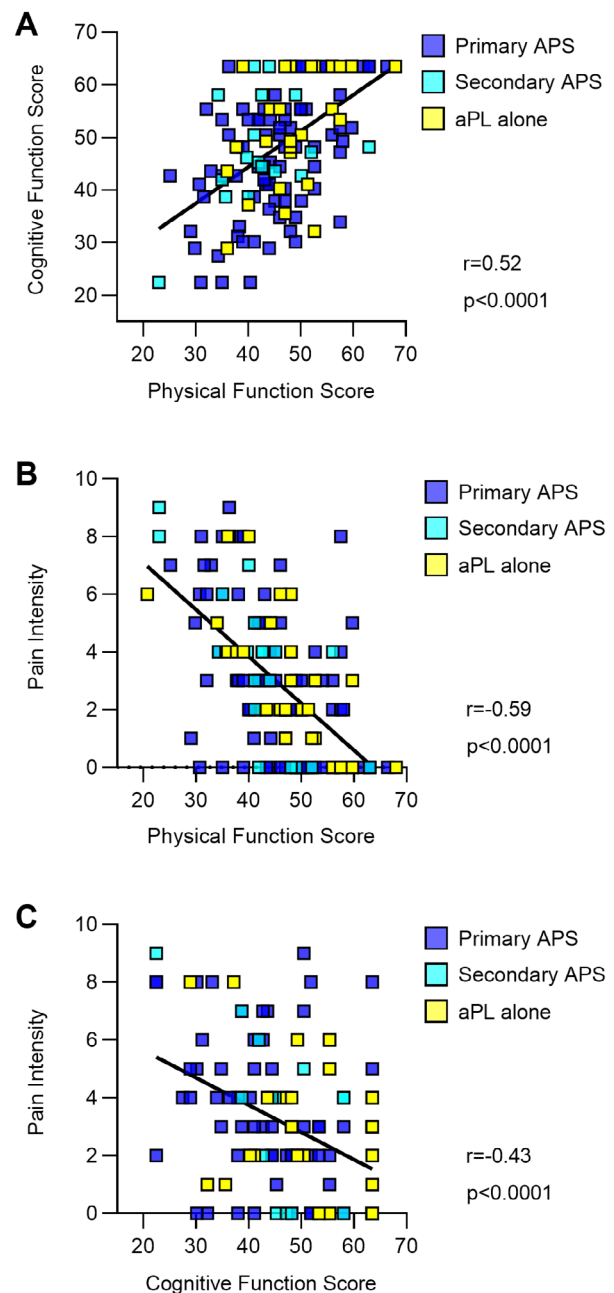 A
70
60
50
40
30
20
Cognitive Function Score
20 30 40 50 60 70
Physical Function Score
Primary APS
Secondary APS
aPL alone
r=0.52
p<0.0001
B
10
8
6
4
2
0
Pain Intensity
20 30 40 50 60 70
Physical Function Score
Primary APS
Secondary APS
aPL alone
r=-0.59
p<0.0001
C
10
8
6
4
2
0
Pain Intensity
20 30 40 50 60 70
Cognitive Function Score
Primary APS
Secondary APS
aPL alone
r=-0.43
p<0.0001